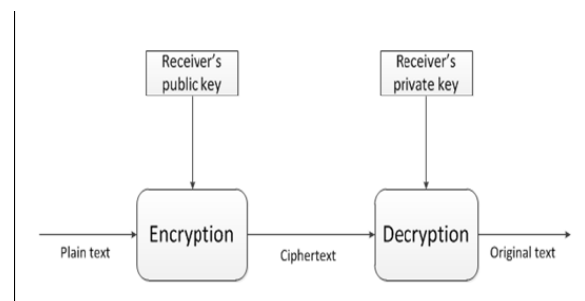 Receiver's
public key
Receiver's
private key
Encryption
Decryption
Plain text
Ciphertext
Original text